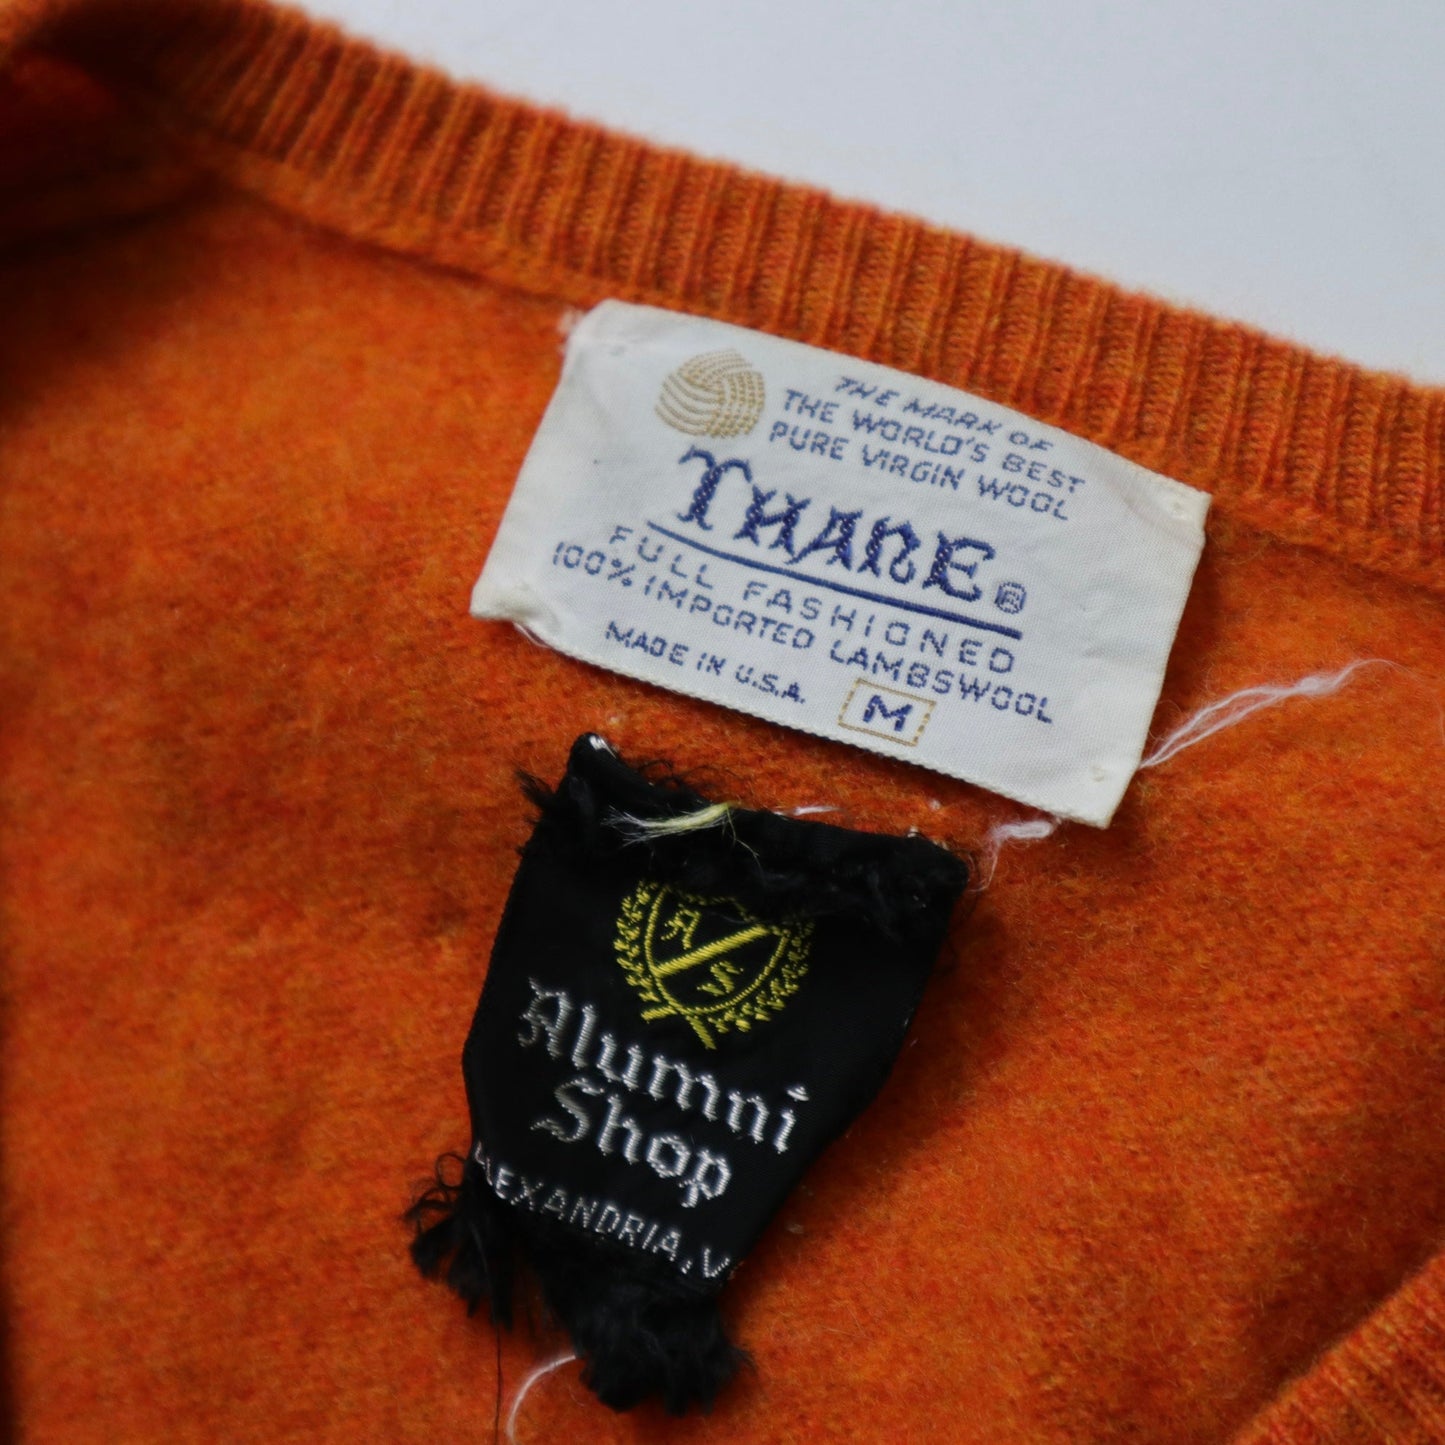 THE MARK OF
THE WORLD'S BEST
PURE VIRGIN WOOL
THANE®
FULL FASHIONED
100% IMPORTED LAMBSWOOL
MADE IN U.S.A.
M
A
S
Alumni
Shop
ALEXANDRIA, V